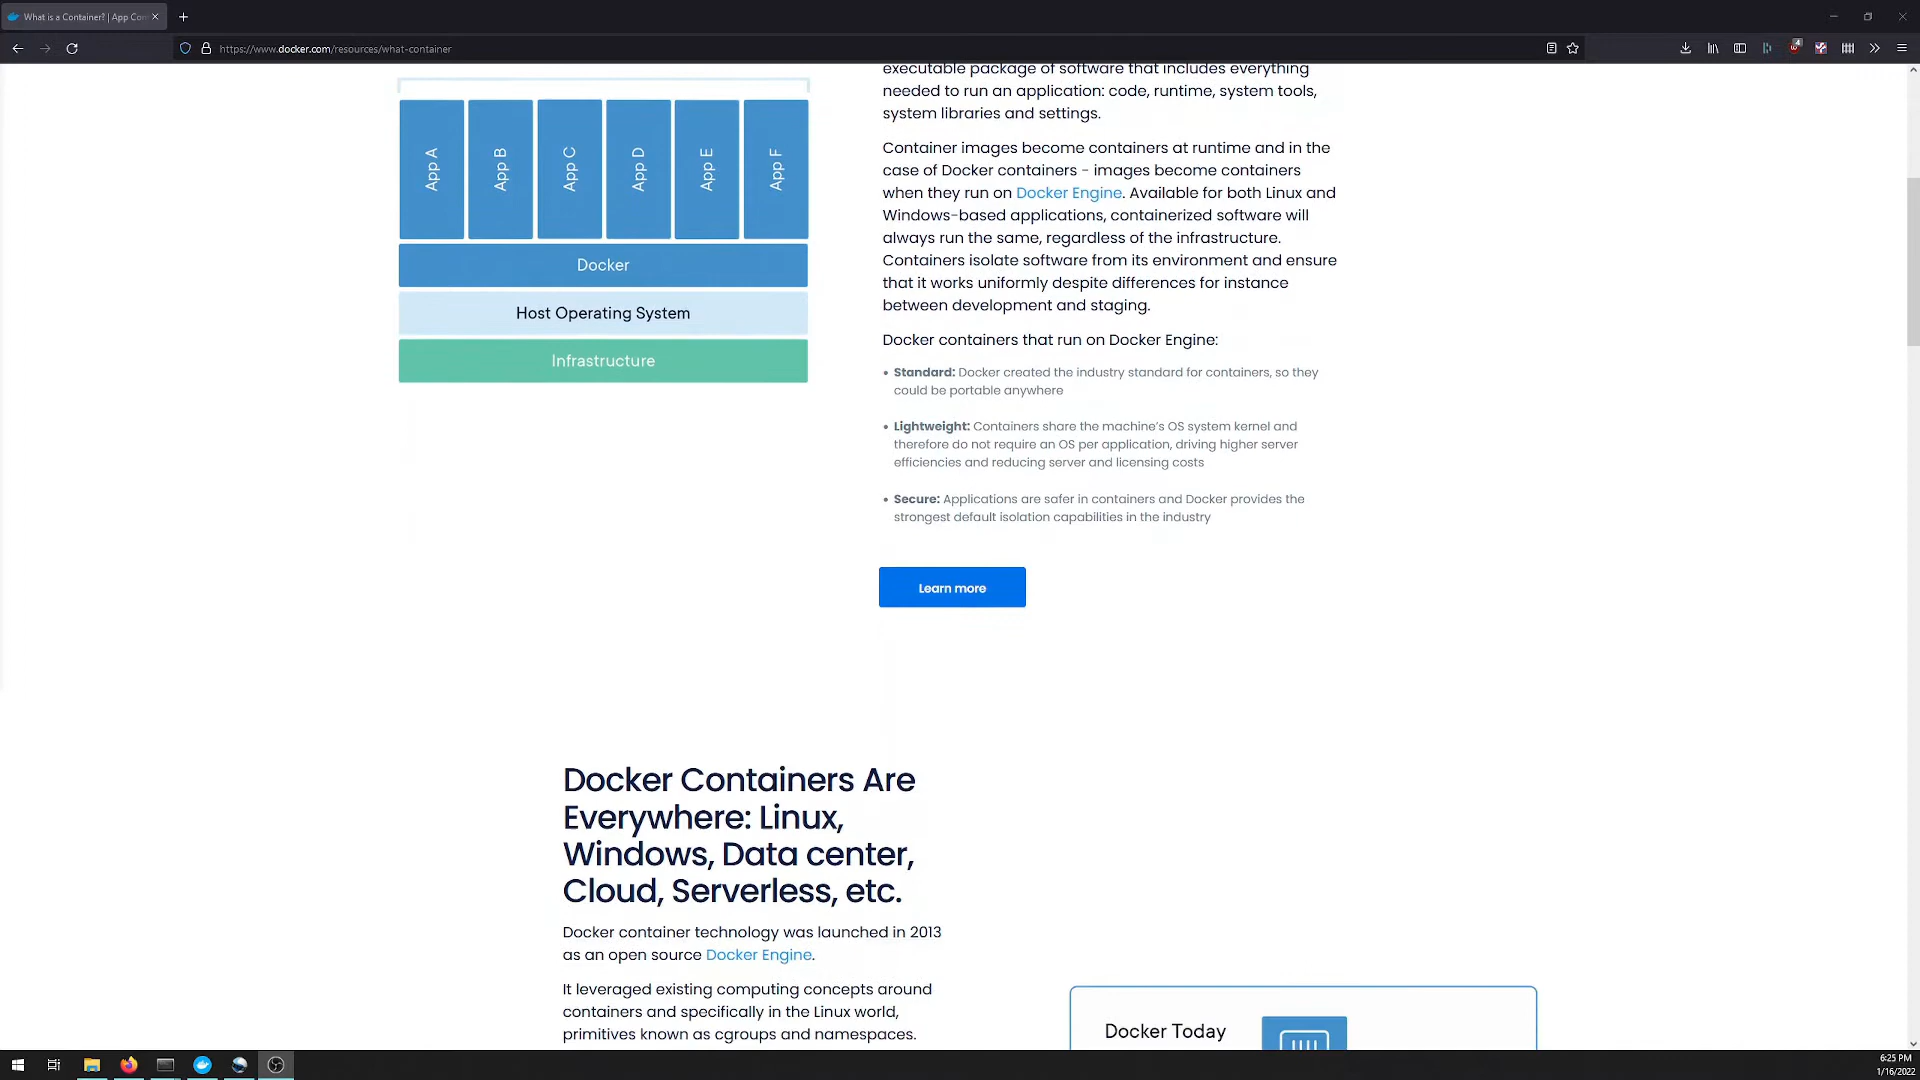 What is a Container? | App Con
https://www.docker.com/resources/what-container
4
App A
App B
App C
App D
App E
App F
Docker
Host Operating System
Infrastructure
executable package of software that includes everything
needed to run an application: code, runtime, system tools,
system libraries and settings.
Container images become containers at runtime and in the
case of Docker containers - images become containers
when they run on Docker Engine. Available for both Linux and
Windows-based applications, containerized software will
always run the same, regardless of the infrastructure.
Containers isolate software from its environment and ensure
that it works uniformly despite differences for instance
between development and staging.
Docker containers that run on Docker Engine:
• Standard: Docker created the industry standard for containers, so they
could be portable anywhere
• Lightweight: Containers share the machine's OS system kernel and
therefore do not require an OS per application, driving higher server
efficiencies and reducing server and licensing costs
• Secure: Applications are safer in containers and Docker provides the
strongest default isolation capabilities in the industry
Learn more
Docker Containers Are
Everywhere: Linux,
Windows, Data center,
Cloud, Serverless, etc.
Docker container technology was launched in 2013
as an open source Docker Engine.
It leveraged existing computing concepts around
containers and specifically in the Linux world,
primitives known as cgroups and namespaces.
Docker Today
6:25 PM
1/16/2022